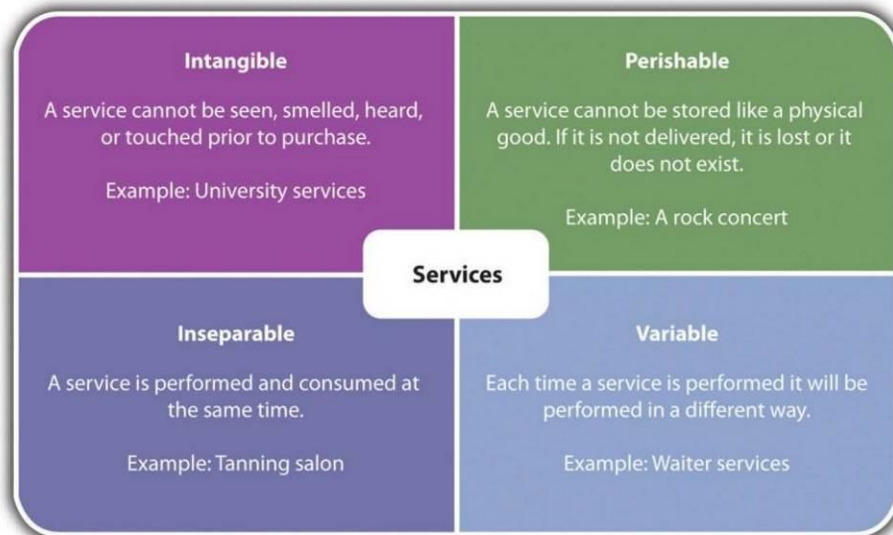 Intangible
A service cannot be seen, smelled, heard,
or touched prior to purchase.
Example: University services
Perishable
A service cannot be stored like a physical
good. If it is not delivered, it is lost or it
does not exist.
Example: A rock concert
Services
Inseparable
A service is performed and consumed at
the same time.
Example: Tanning salon
Variable
Each time a service is performed it will be
performed in a different way.
Example: Waiter services